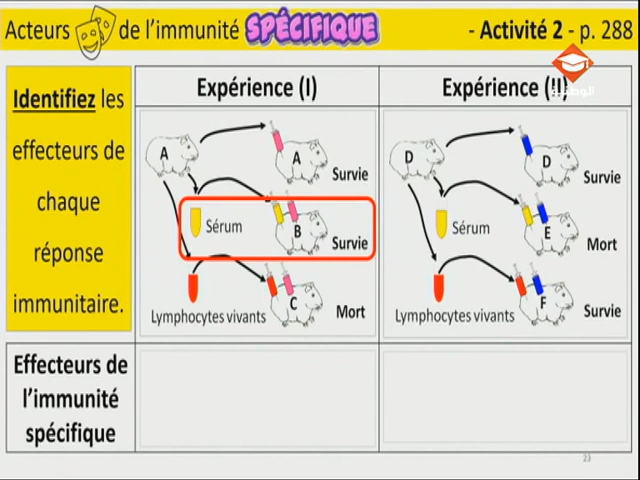 Acteurs de l'immunité SPÉCIFIQUE - Activité 2 - p. 288
Identifiez les
effecteurs de
chaque
réponse
immunitaire.
Expérience (I)
A
A
Survie
Sérum
B
Survie
Lymphocytes vivants
C
Mort
Expérience (II)
الوطنية
D
D
Survie
Sérum
E
Mort
Lymphocytes vivants
F
Survie
Effecteurs de
l'immunité
spécifique
23